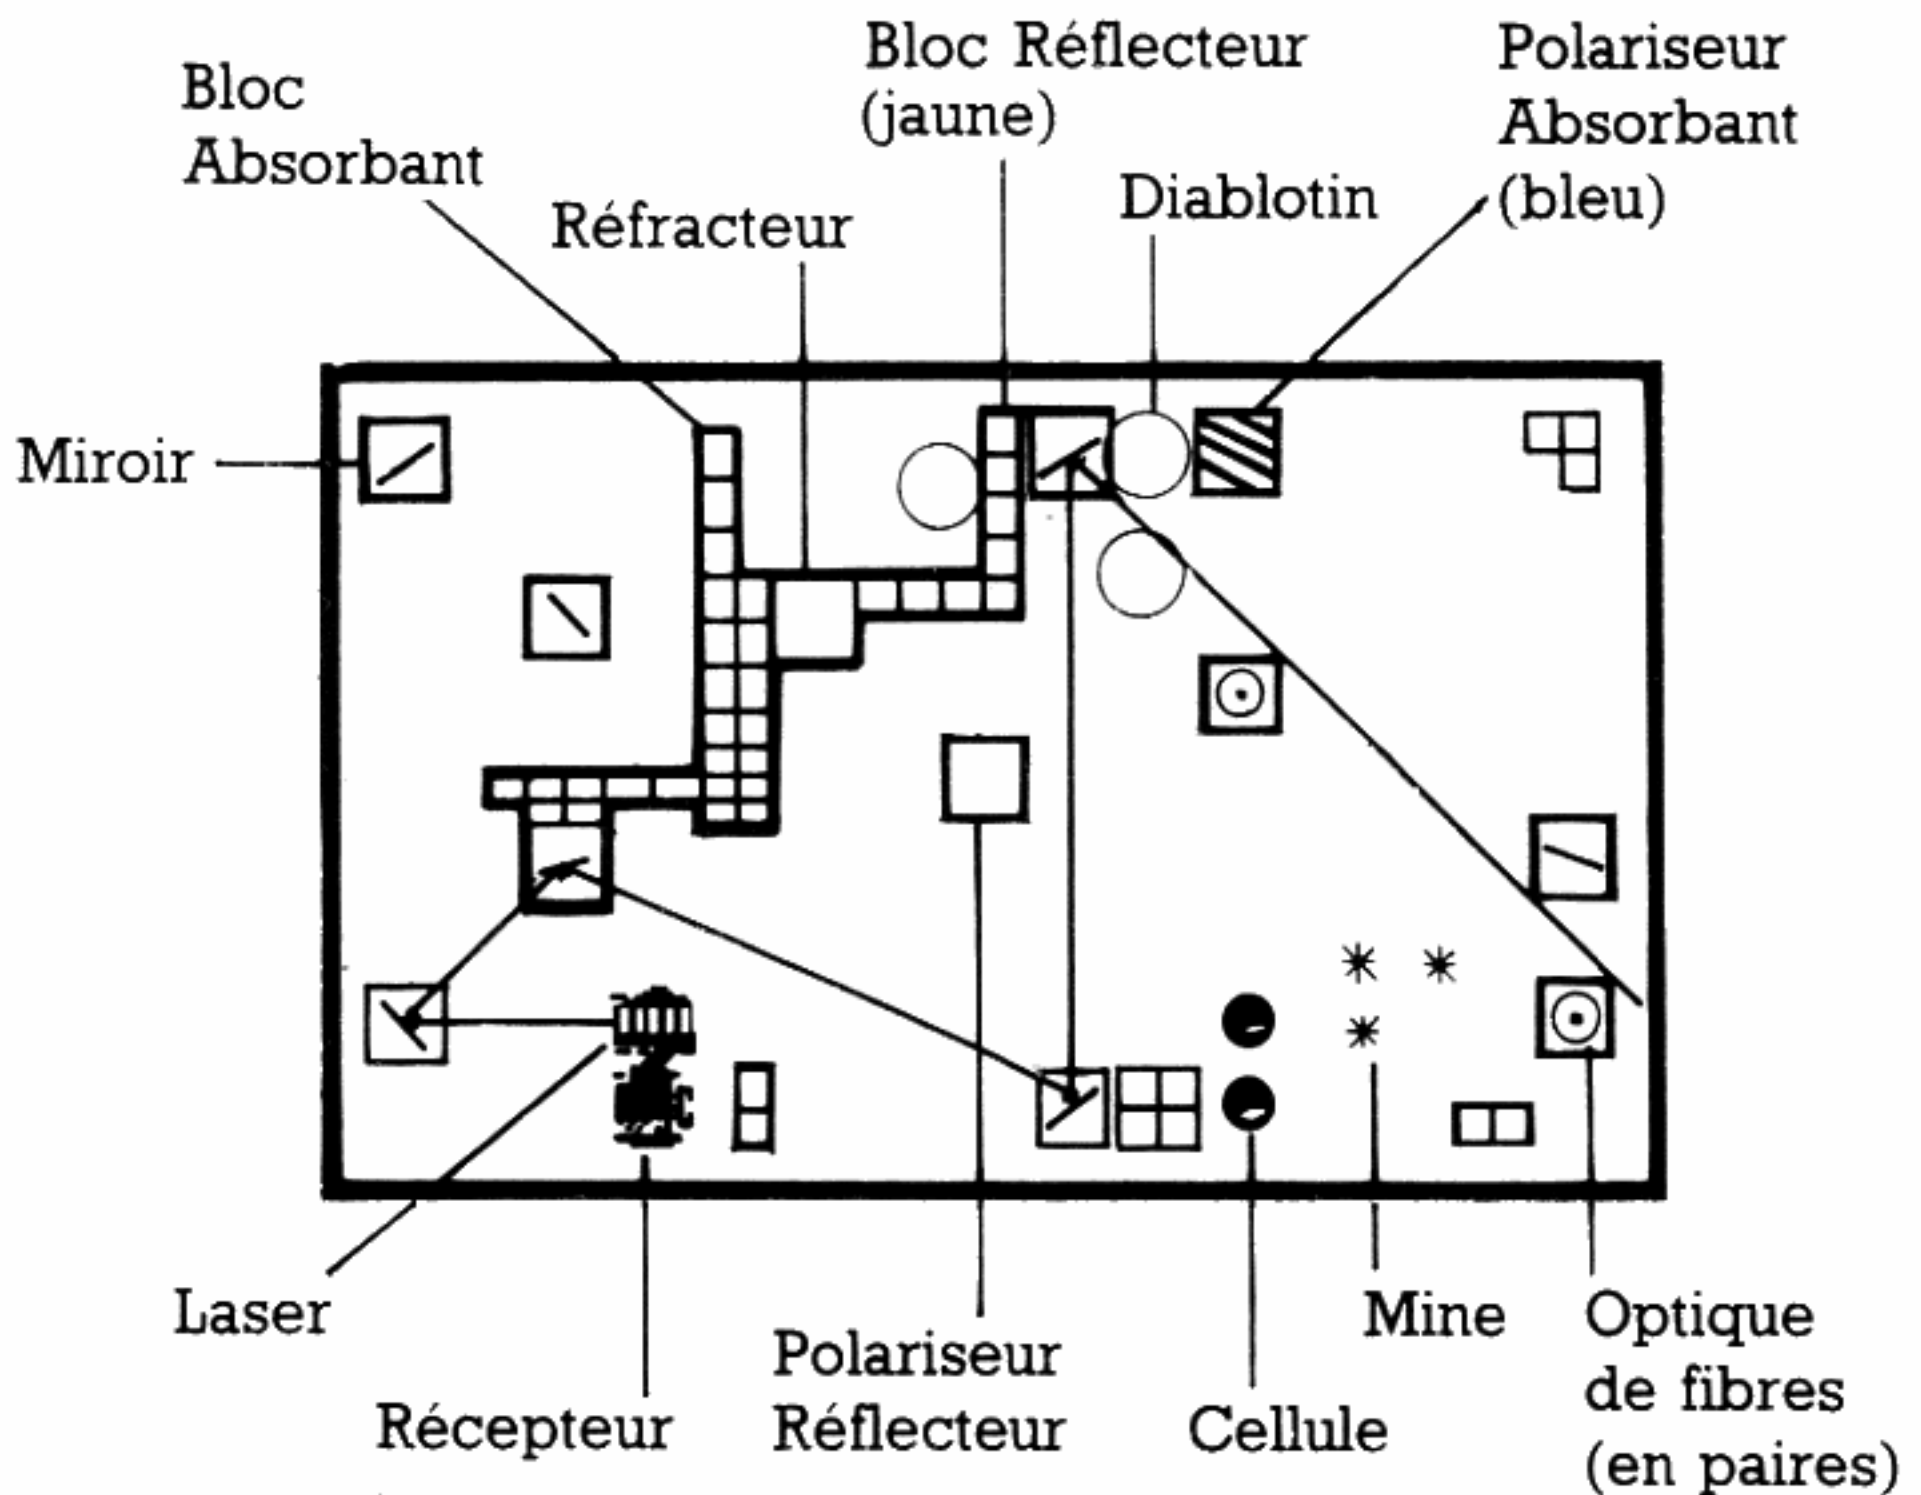 Bloc Réflecteur
(jaune)
Polariseur
Absorbant
(bleu)
Bloc
Absorbant
Réfracteur
Diablotin
Miroir
Laser
Récepteur
Polariseur
Réflecteur
Cellule
Mine
Optique
de fibres
(en paires)